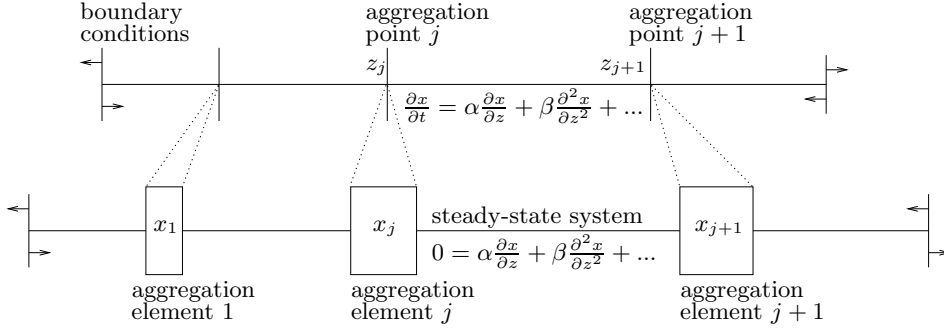 boundary
conditions
aggregation
point j
aggregation
point j + 1
z_j
z_{j+1}
∂x/∂t = α ∂x/∂z + β ∂²x/∂z² + ...
x_1
x_j
steady-state system
x_{j+1}
0 = α ∂x/∂z + β ∂²x/∂z² + ...
aggregation
element 1
aggregation
element j
aggregation
element j + 1